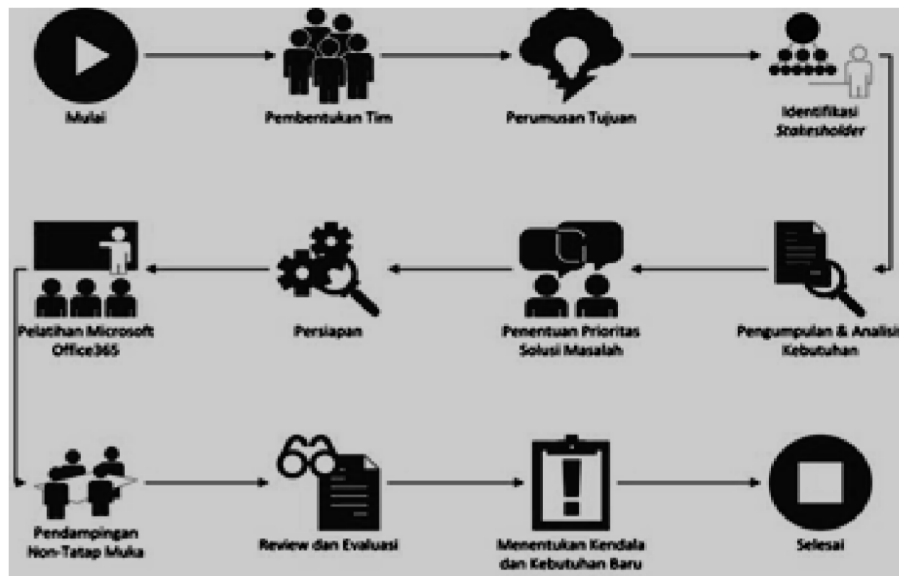 Mulai
Pembentukan Tim
Perumusan Tujuan
Identifikasi
Stakesholder
Pelatihan Microsoft
Office365
Persiapan
Penentuan Prioritas
Solusi Masalah
Pengumpulan & Analisis
Kebutuhan
Pendampingan
Non-Tatap Muka
Review dan Evaluasi
Menentukan Kendala
dan Kebutuhan Baru
Selesai